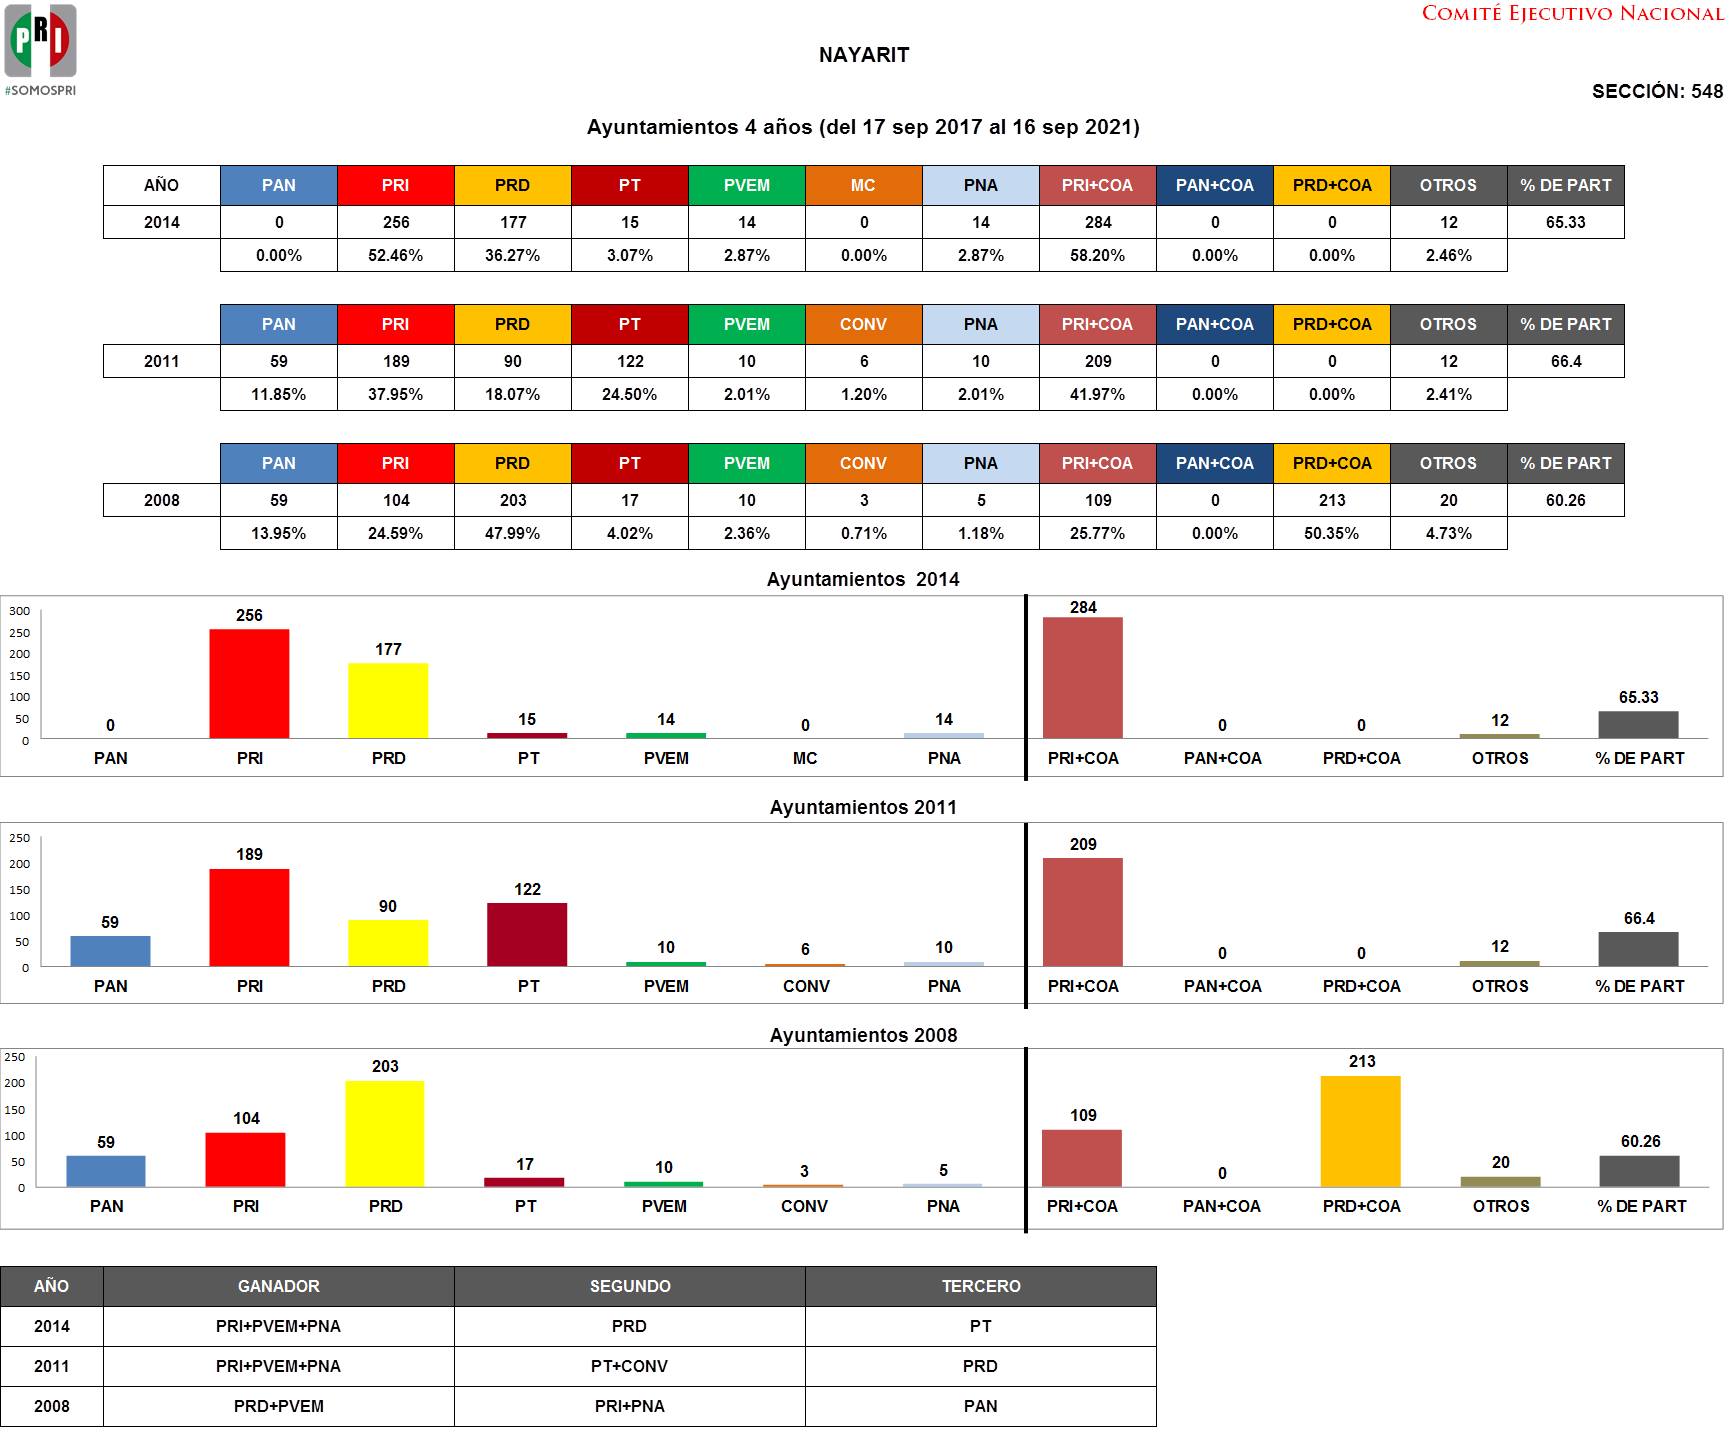 PRI
#SOMOSPRI
COMITÉ EJECUTIVO NACIONAL
NAYARIT
SECCIÓN: 548
Ayuntamientos 4 años (del 17 sep 2017 al 16 sep 2021)
AÑO PAN PRI PRD PT PVEM MC PNA PRI+COA PAN+COA PRD+COA OTROS % DE PART
2014 0 256 177 15 14 0 14 284 0 0 12 65.33
0.00% 52.46% 36.27% 3.07% 2.87% 0.00% 2.87% 58.20% 0.00% 0.00% 2.46%
PAN PRI PRD PT PVEM CONV PNA PRI+COA PAN+COA PRD+COA OTROS % DE PART
2011 59 189 90 122 10 6 10 209 0 0 12 66.4
11.85% 37.95% 18.07% 24.50% 2.01% 1.20% 2.01% 41.97% 0.00% 0.00% 2.41%
PAN PRI PRD PT PVEM CONV PNA PRI+COA PAN+COA PRD+COA OTROS % DE PART
2008 59 104 203 17 10 3 5 109 0 213 20 60.26
13.95% 24.59% 47.99% 4.02% 2.36% 0.71% 1.18% 25.77% 0.00% 50.35% 4.73%
Ayuntamientos 2014
300
250
200
150
100
50
0
0 256 177 15 14 0 14 284 0 0 12 65.33
PAN PRI PRD PT PVEM MC PNA PRI+COA PAN+COA PRD+COA OTROS % DE PART
Ayuntamientos 2011
250
200
150
100
50
0
59 189 90 122 10 6 10 209 0 0 12 66.4
PAN PRI PRD PT PVEM CONV PNA PRI+COA PAN+COA PRD+COA OTROS % DE PART
Ayuntamientos 2008
250
200
150
100
50
0
59 104 203 17 10 3 5 109 0 213 20 60.26
PAN PRI PRD PT PVEM CONV PNA PRI+COA PAN+COA PRD+COA OTROS % DE PART
AÑO GANADOR SEGUNDO TERCERO
2014 PRI+PVEM+PNA PRD PT
2011 PRI+PVEM+PNA PT+CONV PRD
2008 PRD+PVEM PRI+PNA PAN